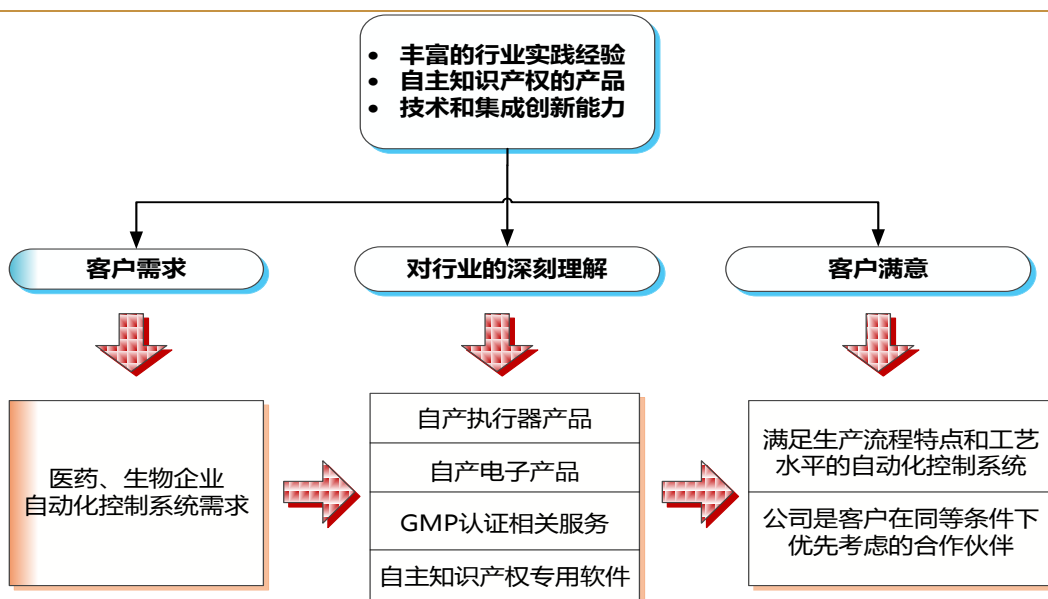 • 丰富的行业实践经验
• 自主知识产权的产品
• 技术和集成创新能力
客户需求
对行业的深刻理解
客户满意
医药、生物企业
自动化控制系统需求
自产执行器产品
自产电子产品
GMP认证相关服务
自主知识产权专用软件
满足生产流程特点和工艺
水平的自动化控制系统
公司是客户在同等条件下
优先考虑的合作伙伴